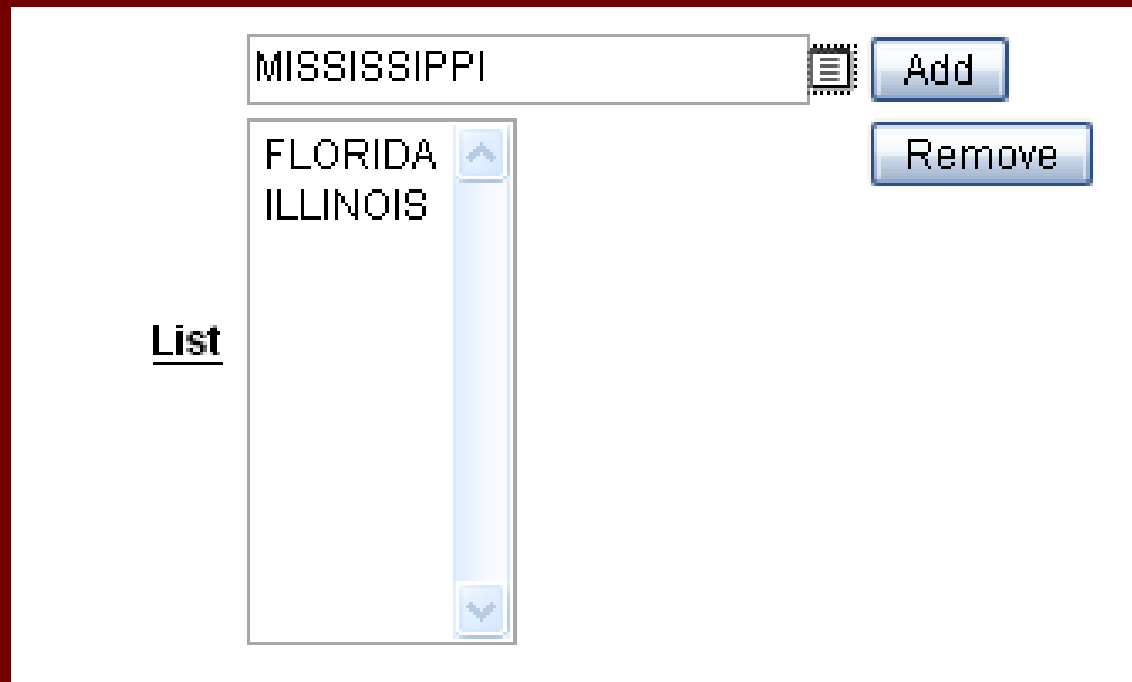 MISSISSIPPI
Add
Remove
FLORIDA
ILLINOIS
List